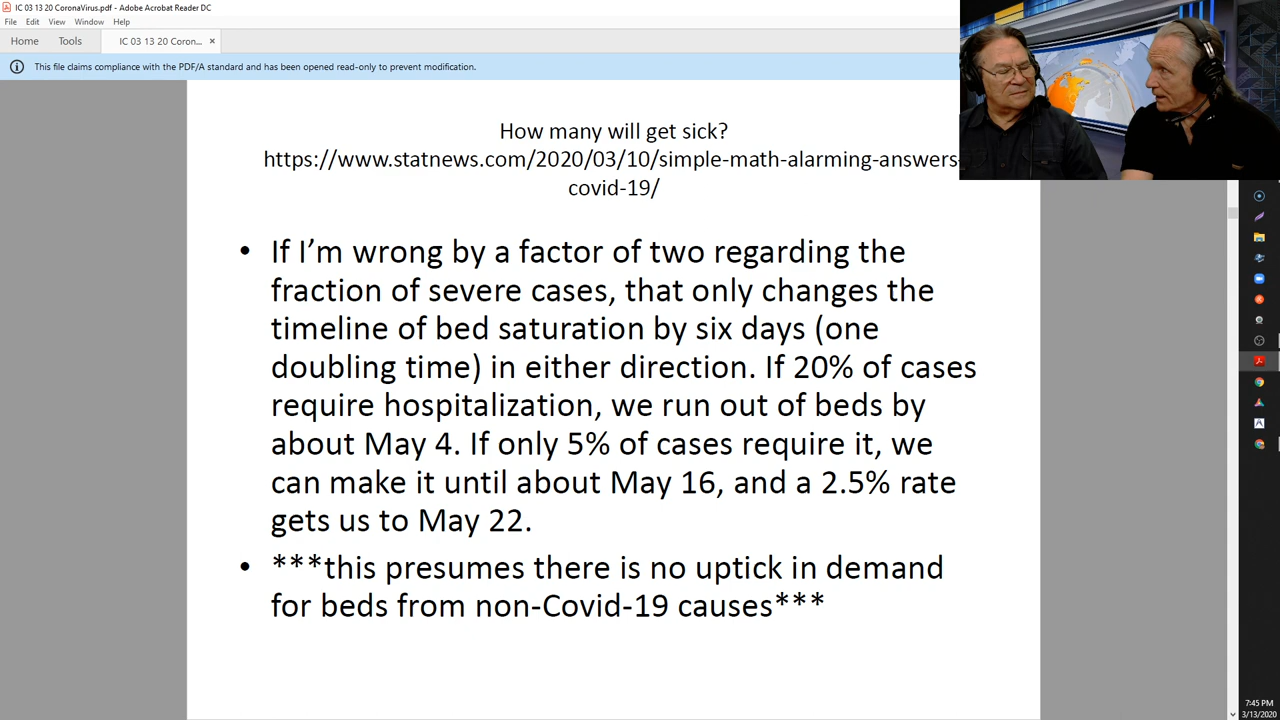 IC 03 13 20 CoronaVirus.pdf - Adobe Acrobat Reader DC
File Edit View Window Help
Home Tools IC 03 13 20 Coron... ×
This file claims compliance with the PDF/A standard and has been opened read-only to prevent modification.
How many will get sick?
https://www.statnews.com/2020/03/10/simple-math-alarming-answers-
covid-19/
• If I’m wrong by a factor of two regarding the
fraction of severe cases, that only changes the
timeline of bed saturation by six days (one
doubling time) in either direction. If 20% of cases
require hospitalization, we run out of beds by
about May 4. If only 5% of cases require it, we
can make it until about May 16, and a 2.5% rate
gets us to May 22.
• ***this presumes there is no uptick in demand
for beds from non-Covid-19 causes***
7:45 PM
3/13/2020